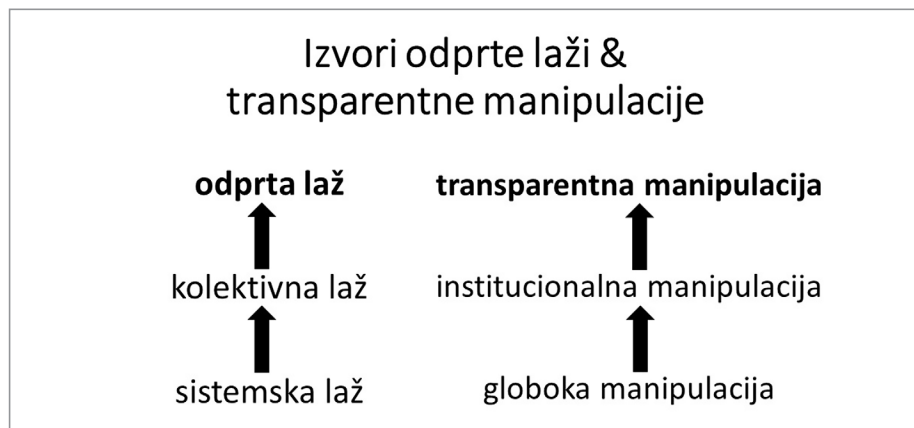 Izvori odprte laži &
transparentne manipulacije
odprta laž
transparentna manipulacija
kolektivna laž
institucionalna manipulacija
sistemska laž
globoka manipulacija